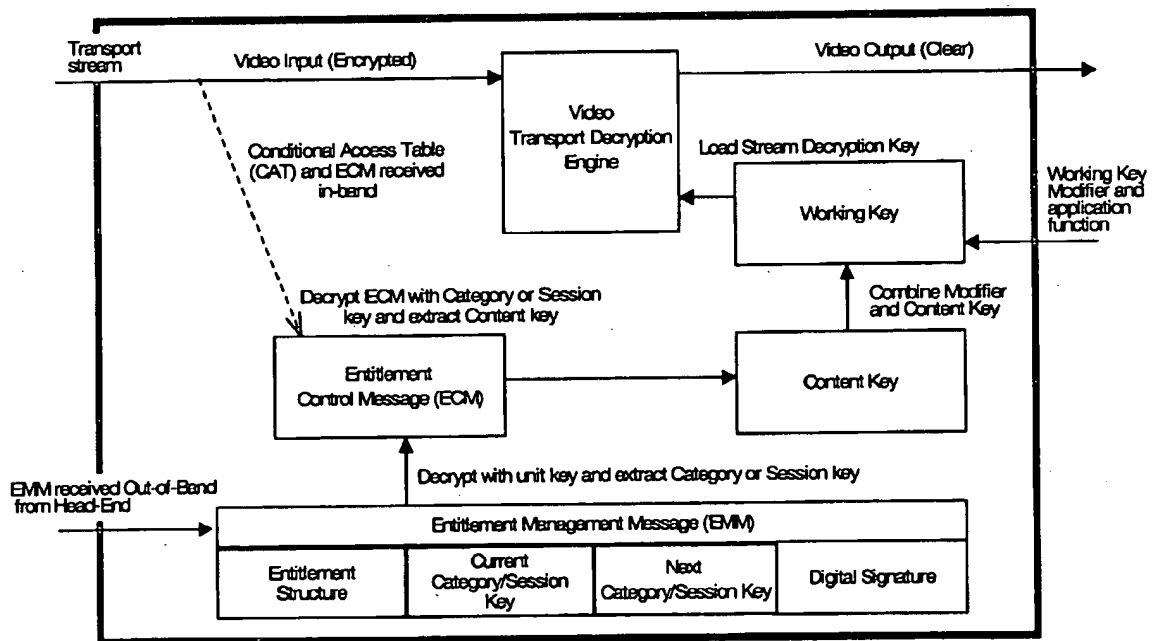 Transport
stream
Video Input (Encrypted)
Video Output (Clear)
Video
Transport Decryption
Engine
Conditional Access Table
(CAT) and ECM received
in-band
Load Stream Decryption Key
Working Key
Working Key
Modifier and
application
function
Decrypt ECM with Category or Session
key and extract Content key
Combine Modifier
and Content Key
Entitlement
Control Message (ECM)
Content Key
Decrypt with unit key and extract Category or Session key
EMM received Out-of-Band
from Head-End
Entitlement Management Message (EMM)
Entitlement
Structure
Current
Category/Session
Key
Next
Category/Session Key
Digital Signature